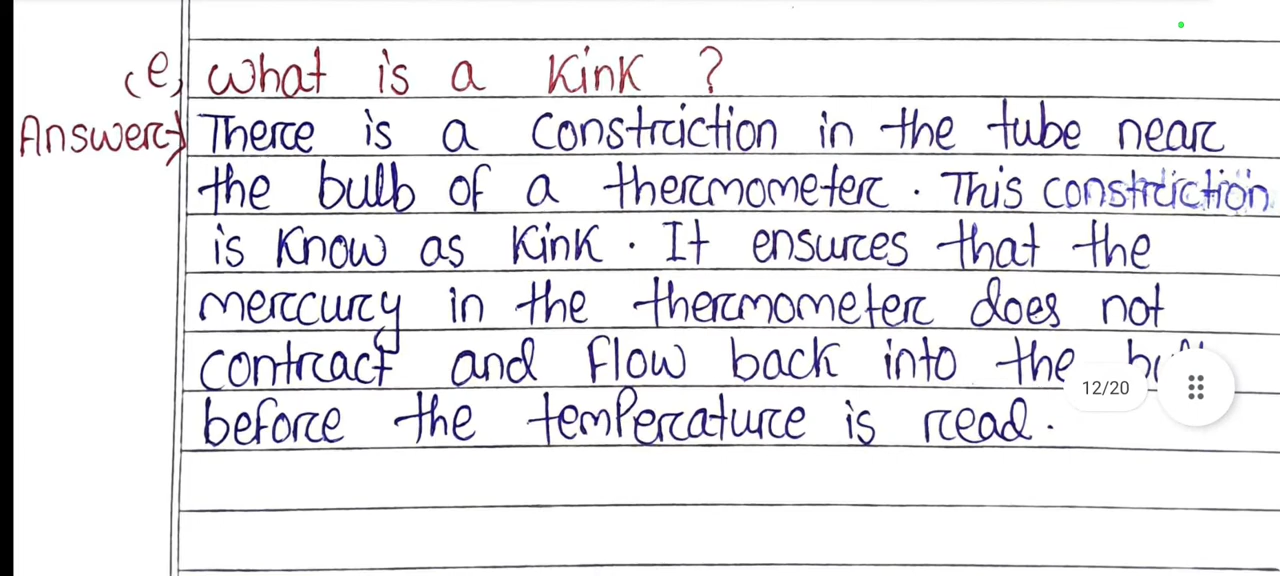 (e) What is a Kink ?
Answer→ There is a constriction in the tube near
the bulb of a thermometer. This constriction
is Know as Kink. It ensures that the
mercury in the thermometer does not
contract and flow back into the
12/20
before the temperature is read.